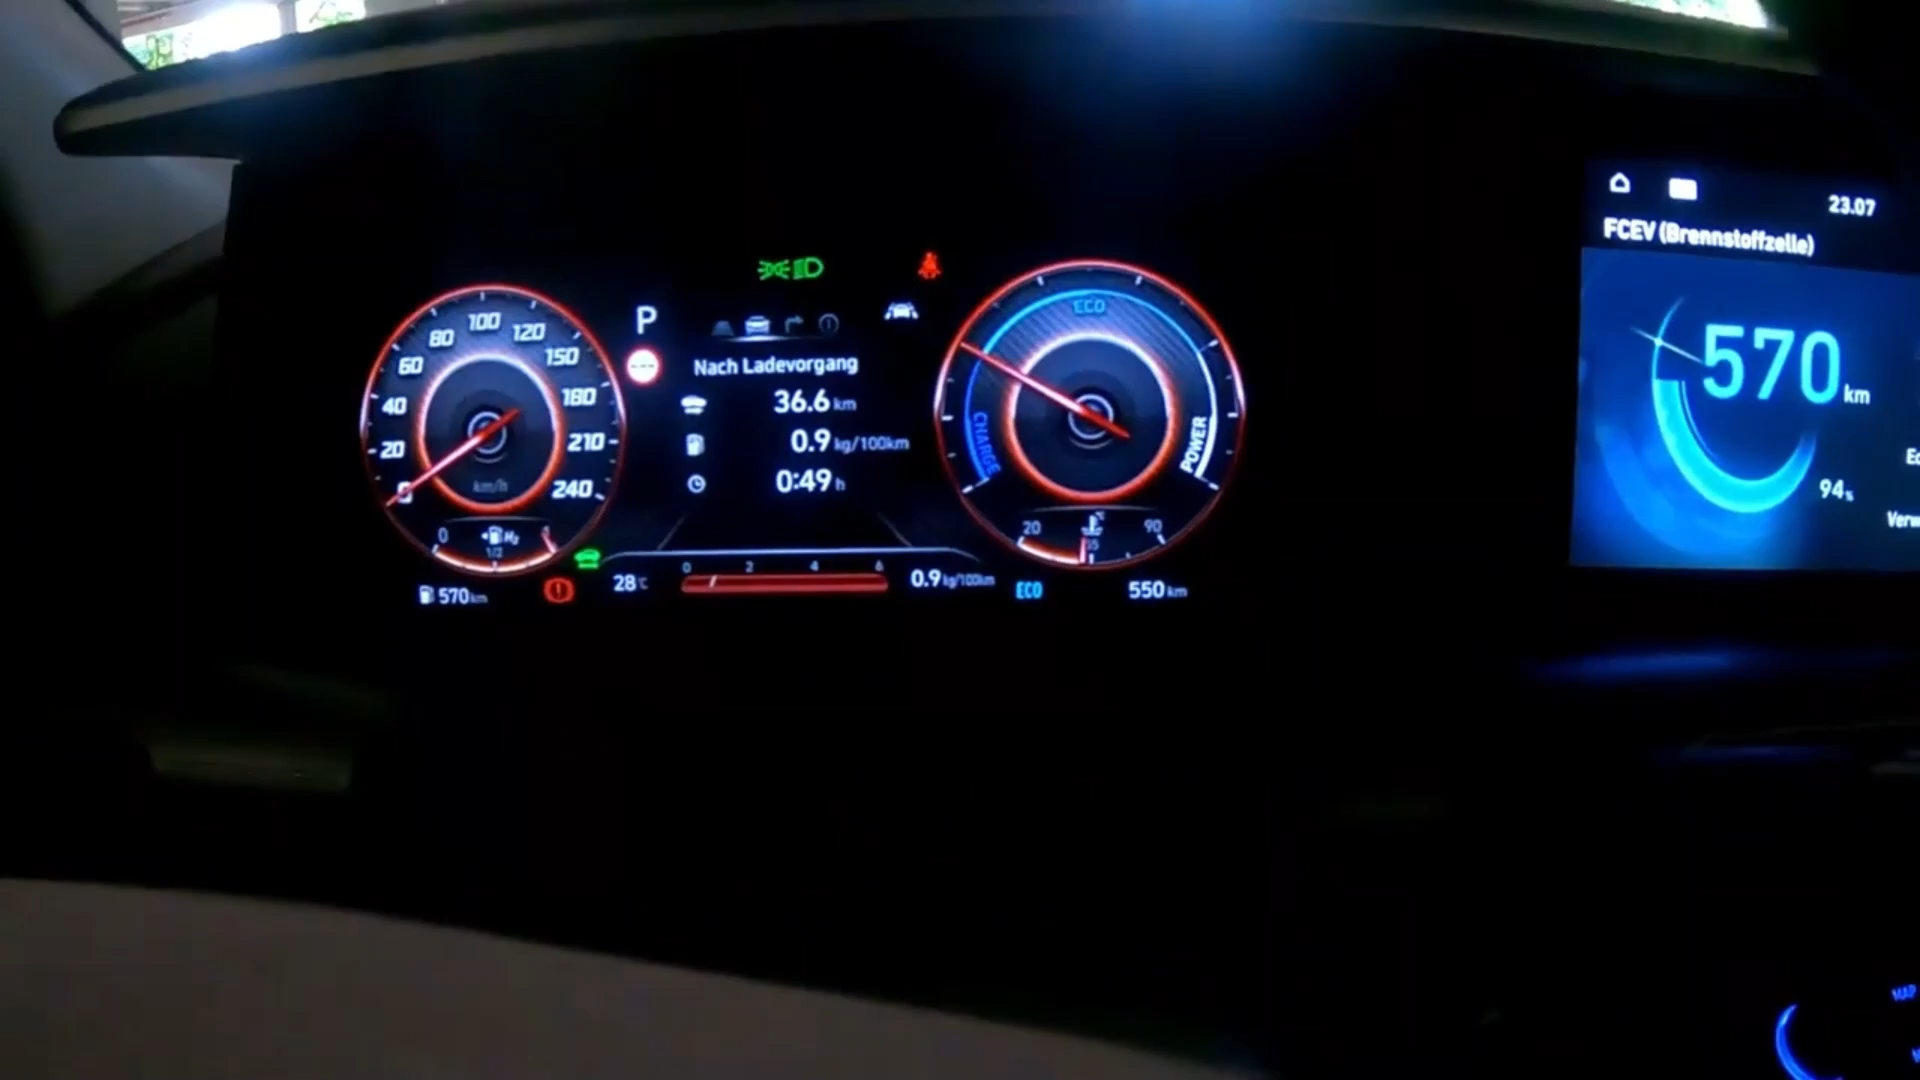 23.07
FCEV (Brennstoffzelle)
570 km
94%
P
Nach Ladevorgang
36.6 km
0.9 kg/100km
0:49 h
0
20
40
60
80
100
120
150
180
210
240
km/h
0
H2
1/2
570 km
28°C
0 2 4 6
0.9 kg/100km
ECO
CHARGE
POWER
20
90
ECO
550 km
MAP